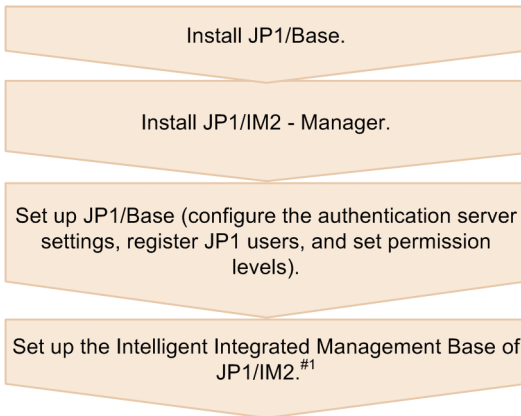 Install JP1/Base.
Install JP1/IM2 - Manager.
Set up JP1/Base (configure the authentication server
settings, register JP1 users, and set permission
levels).
Set up the Intelligent Integrated Management Base of
JP1/IM2.#1